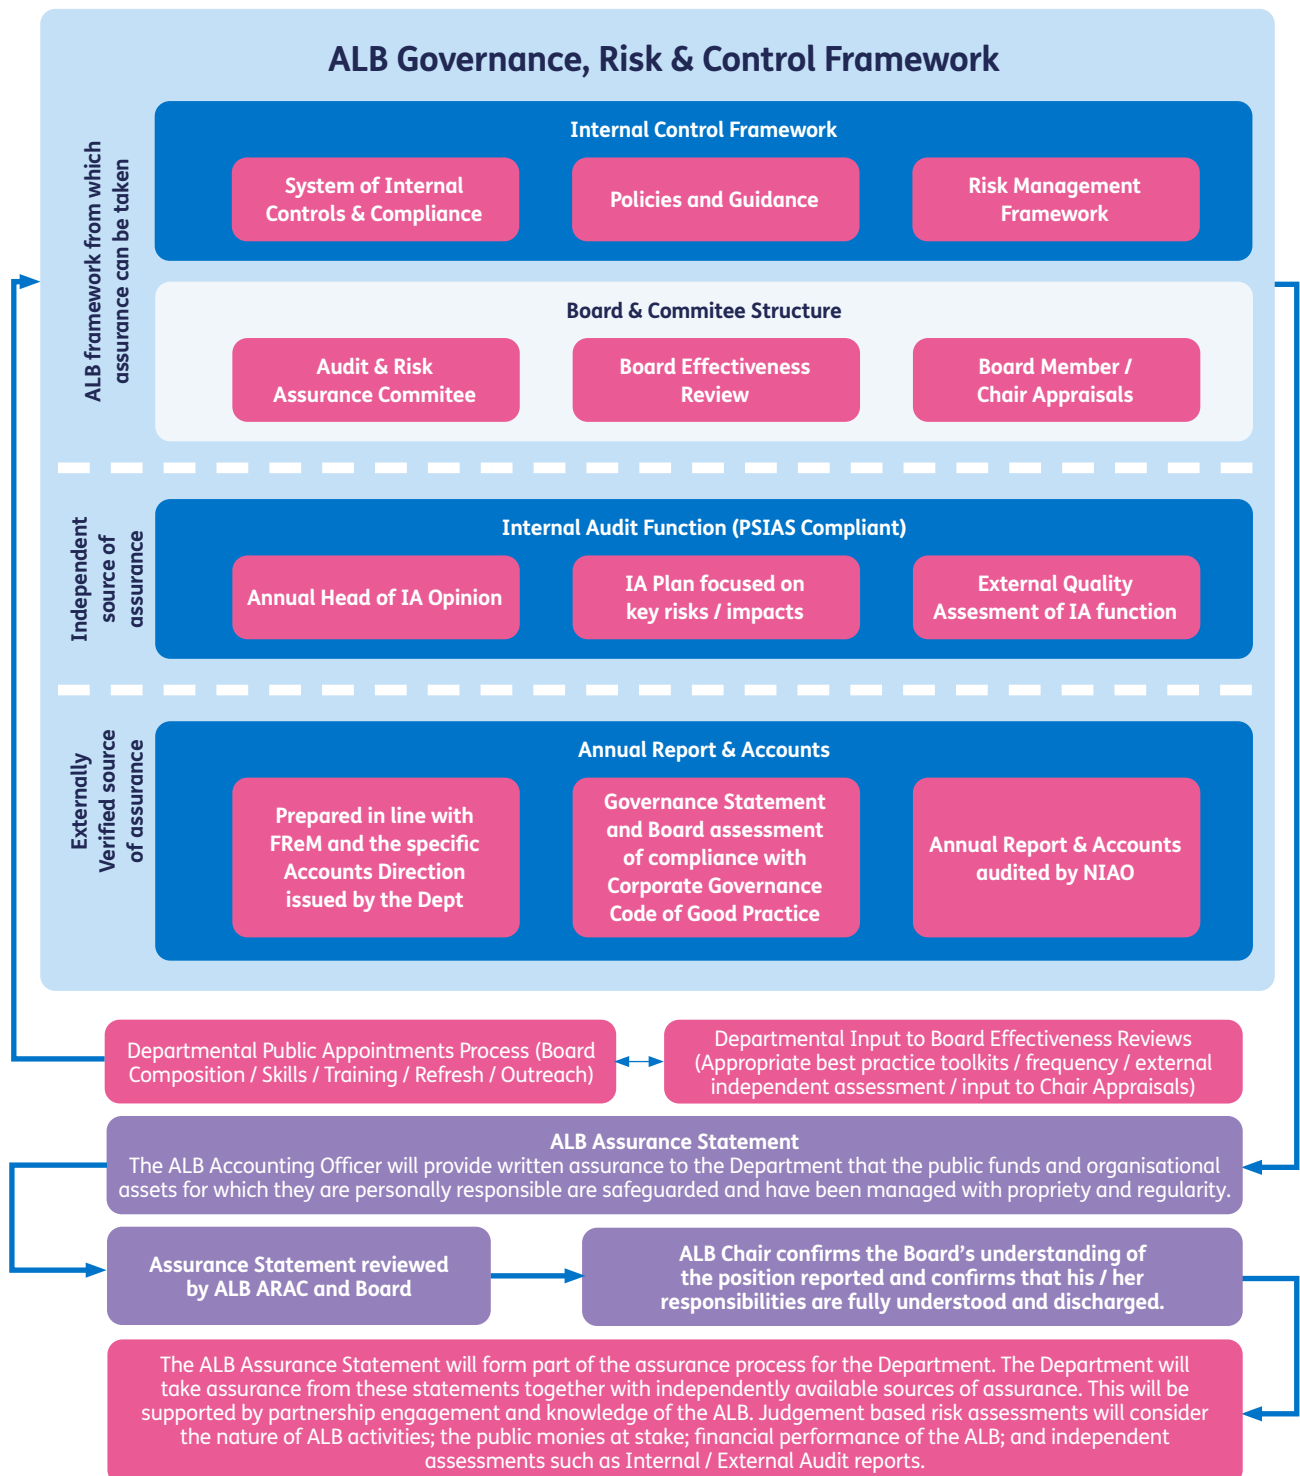 ALB Governance, Risk & Control Framework
ALB framework from which
assurance can be taken
Internal Control Framework
System of Internal
Controls & Compliance
Policies and Guidance
Risk Management
Framework
Board & Commitee Structure
Audit & Risk
Assurance Commitee
Board Effectiveness
Review
Board Member /
Chair Appraisals
Independent
source of
assurance
Internal Audit Function (PSIAS Compliant)
Annual Head of IA Opinion
IA Plan focused on
key risks / impacts
External Quality
Assesment of IA function
Externally
Verified source
of assurance
Annual Report & Accounts
Prepared in line with
FReM and the specific
Accounts Direction
issued by the Dept
Governance Statement
and Board assessment
of compliance with
Corporate Governance
Code of Good Practice
Annual Report & Accounts
audited by NIAO
Departmental Public Appointments Process (Board
Composition / Skills / Training / Refresh / Outreach)
Departmental Input to Board Effectiveness Reviews
(Appropriate best practice toolkits / frequency / external
independent assessment / input to Chair Appraisals)
ALB Assurance Statement
The ALB Accounting Officer will provide written assurance to the Department that the public funds and organisational
assets for which they are personally responsible are safeguarded and have been managed with propriety and regularity.
Assurance Statement reviewed
by ALB ARAC and Board
ALB Chair confirms the Board's understanding of
the position reported and confirms that his / her
responsibilities are fully understood and discharged.
The ALB Assurance Statement will form part of the assurance process for the Department. The Department will
take assurance from these statements together with independently available sources of assurance. This will be
supported by partnership engagement and knowledge of the ALB. Judgement based risk assessments will consider
the nature of ALB activities; the public monies at stake; financial performance of the ALB; and independent
assessments such as Internal / External Audit reports.